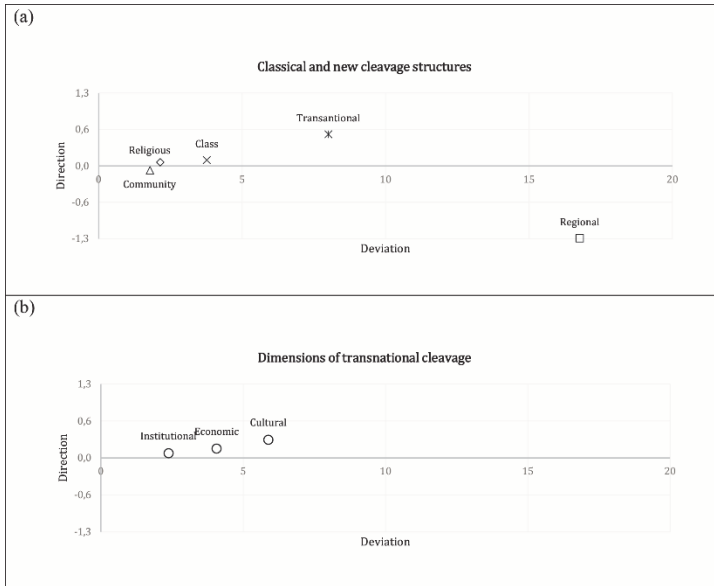 (a)
Classical and new cleavage structures
1,3
Transantional
0,6
Religious
Class
0,0
0
5
10
15
20
Community
Direction
-0,6
Regional
-1,3
Deviation
(b)
Dimensions of transnational cleavage
1,3
0,6
Cultural
Economic
Institutional
0,0
0
5
10
15
20
Direction
-0,6
-1,3
Deviation